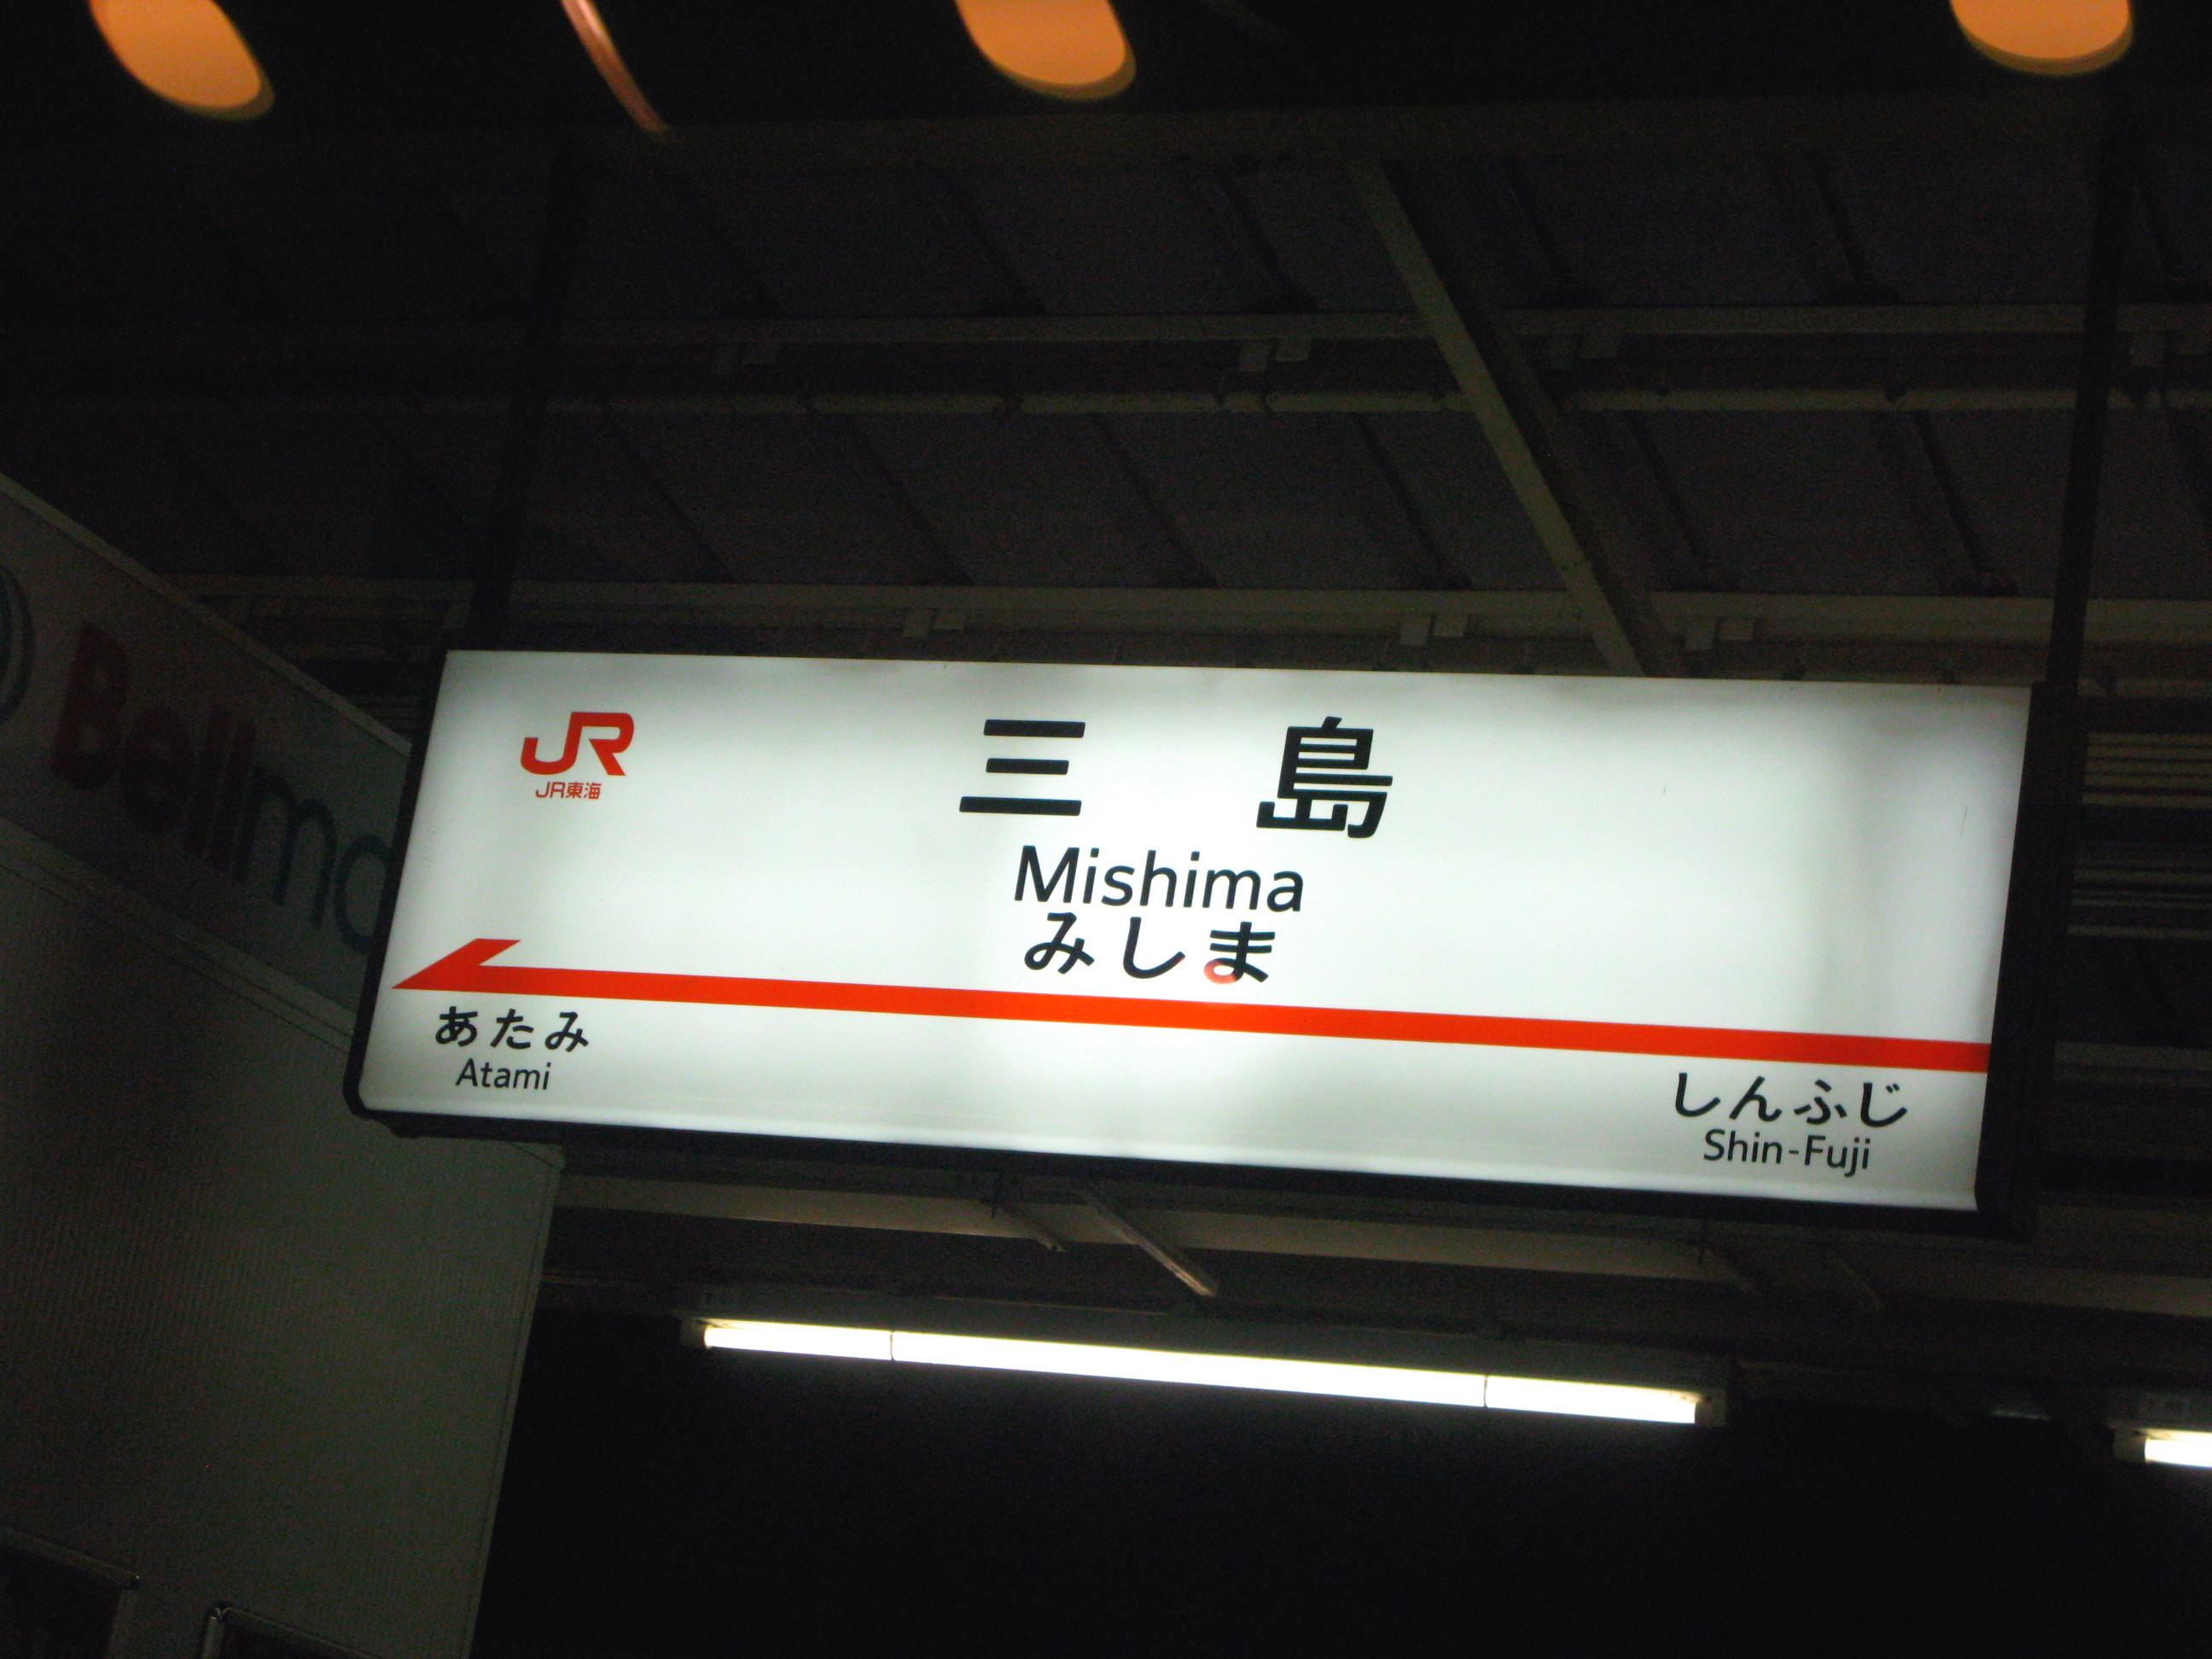 JR
JR東海
三島
Mishima
みしま
あたみ
Atami
しんふじ
Shin-Fuji
Bellma